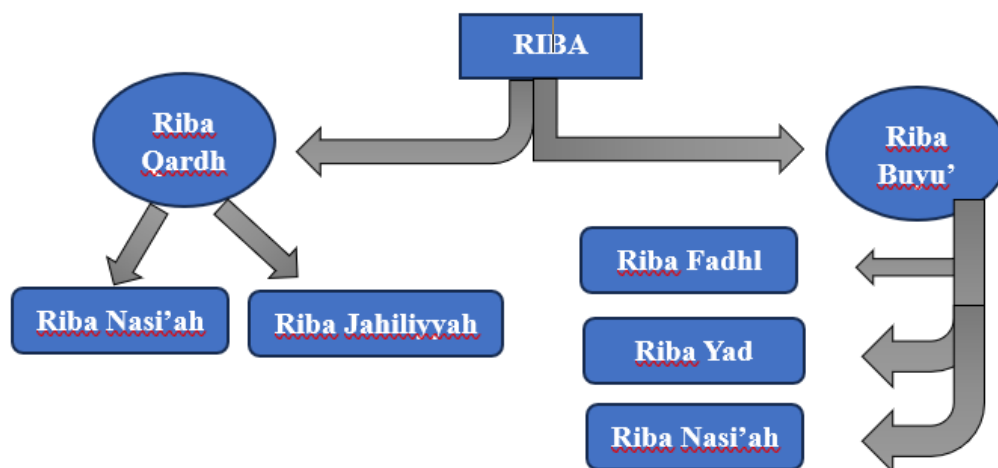 RIBA
Riba
Qardh
Riba
Buyu’
Riba Fadhl
Riba Nasi’ah
Riba Jahiliyyah
Riba Yad
Riba Nasi’ah